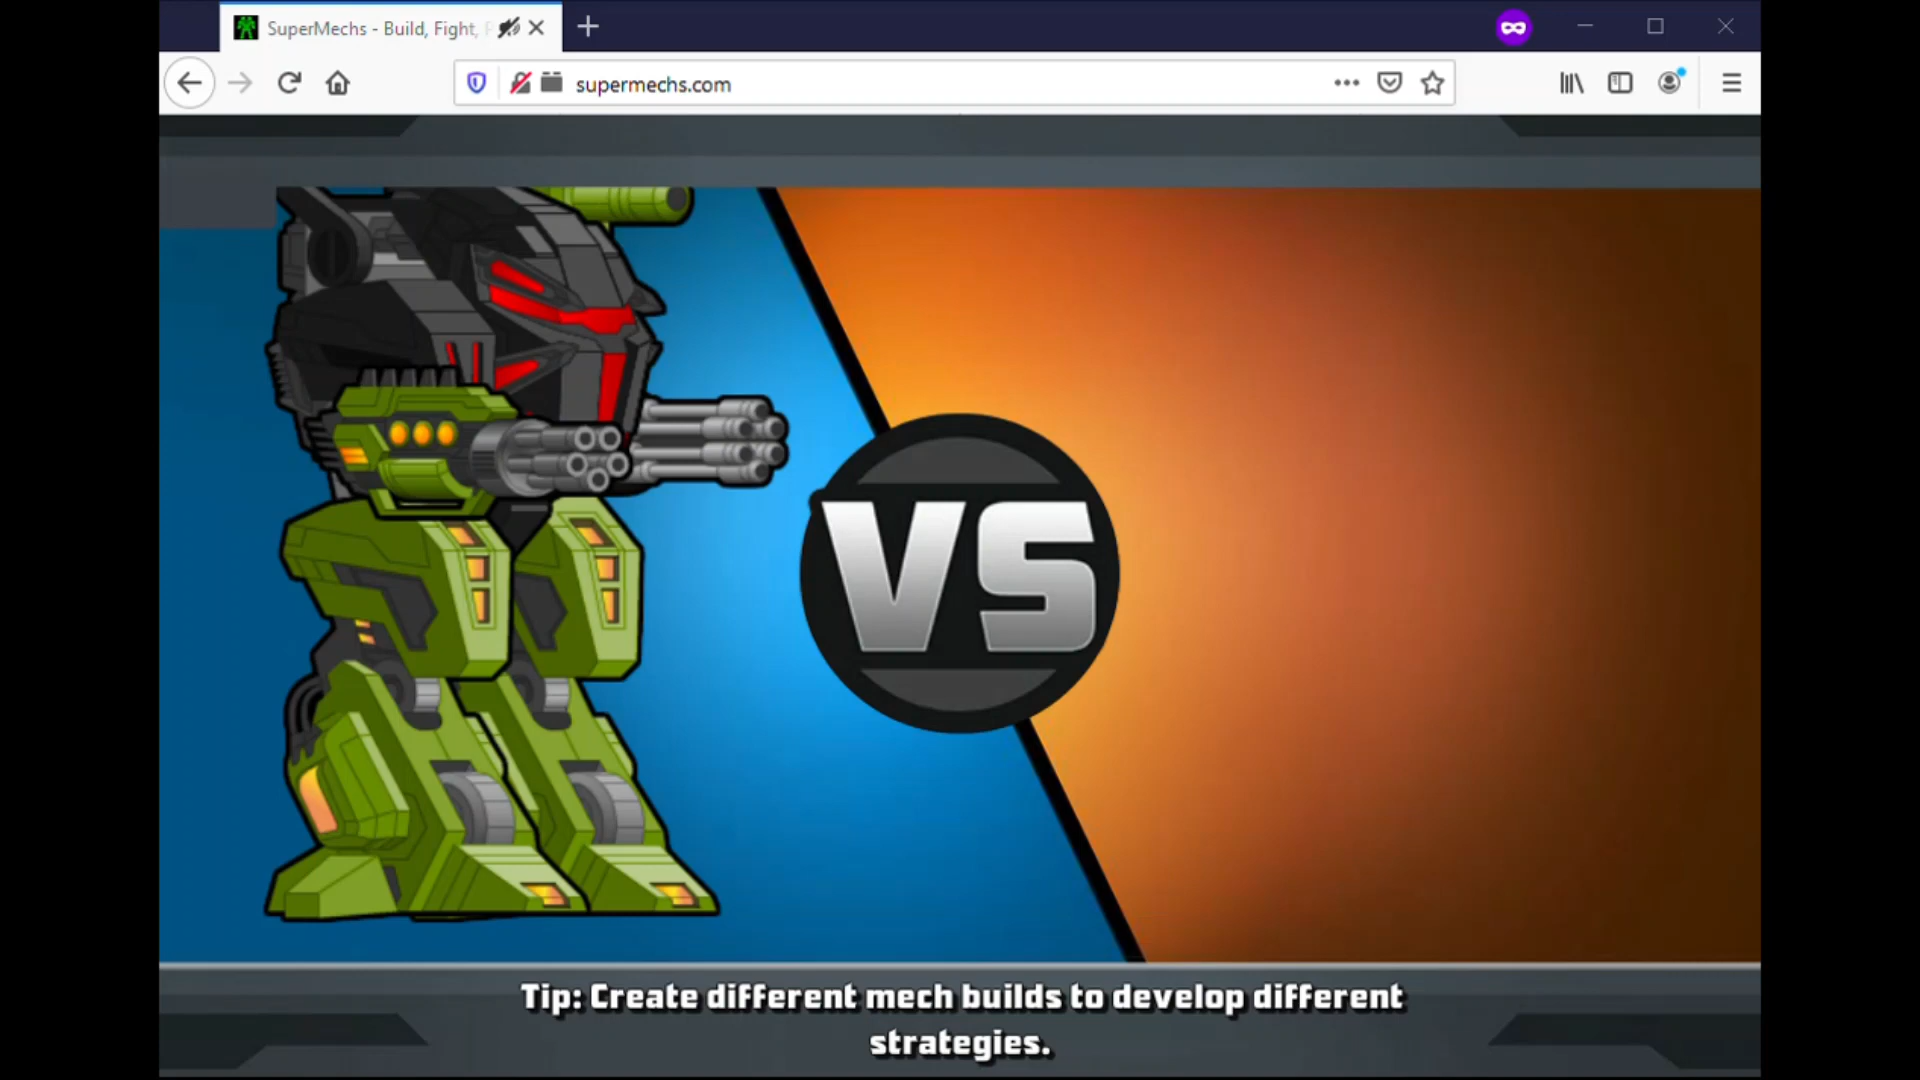 SuperMechs - Build, Fight,
supermechs.com
VS
Tip: Create different mech builds to develop different
strategies.